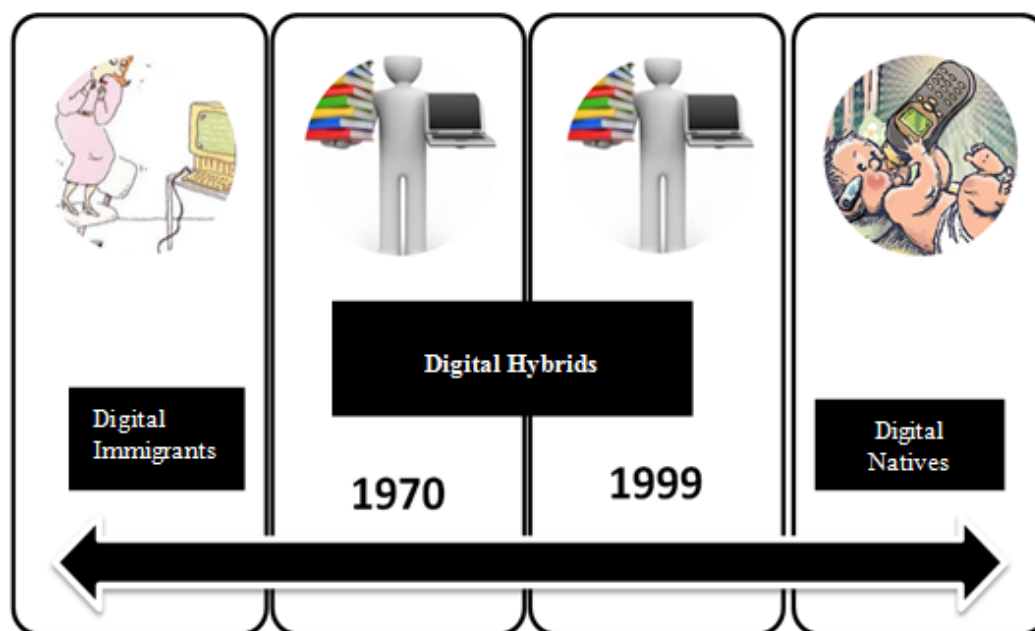 Digital
Immigrants
Digital Hybrids
1970
1999
Digital
Natives